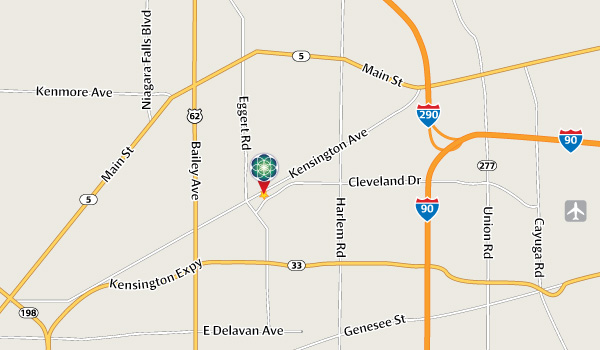 Niagara Falls Blvd
5
Main St
Kenmore Ave
Eggert Rd
62
290
Kensington Ave
90
Main St
Bailey Ave
277
Cleveland Dr
5
90
Harlem Rd
Union Rd
Cayuga Rd
Kensington Expy
33
198
E Delavan Ave
Genesee St